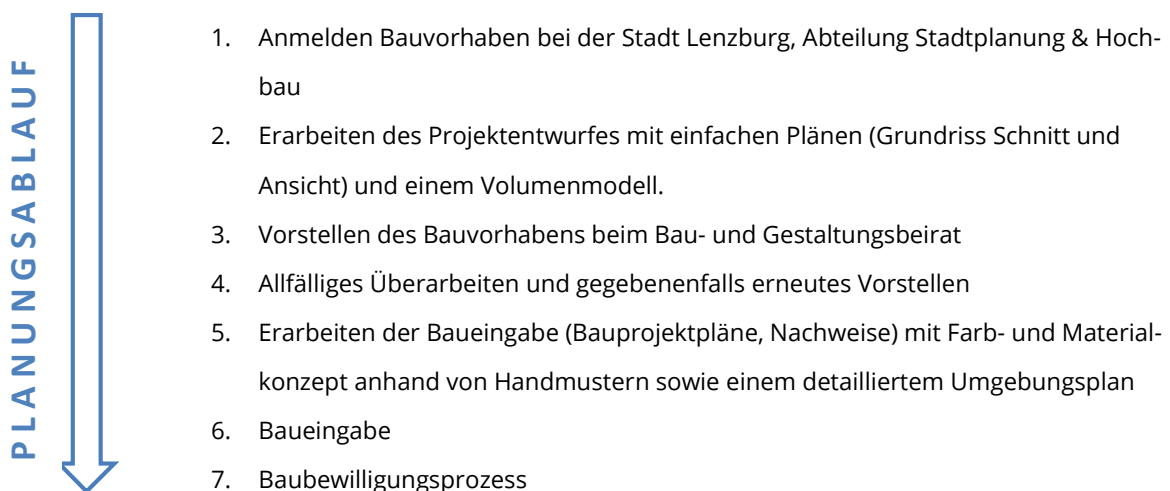 PLANUNGSABLAUF
1. Anmelden Bauvorhaben bei der Stadt Lenzburg, Abteilung Stadtplanung & Hoch-
bau
2. Erarbeiten des Projektentwurfes mit einfachen Plänen (Grundriss Schnitt und
Ansicht) und einem Volumenmodell.
3. Vorstellen des Bauvorhabens beim Bau- und Gestaltungsbeirat
4. Allfälliges Überarbeiten und gegebenenfalls erneutes Vorstellen
5. Erarbeiten der Baueingabe (Bauprojektpläne, Nachweise) mit Farb- und Material-
konzept anhand von Handmustern sowie einem detailliertem Umgebungsplan
6. Baueingabe
7. Baubewilligungsprozess